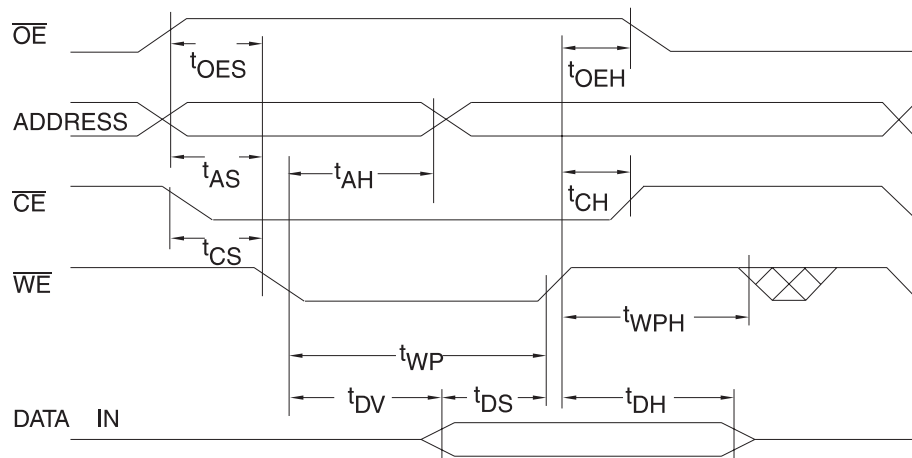 OE
tOES
tOEH
ADDRESS
tAS
tAH
tCH
CE
tCS
WE
tWPH
tWP
tDV
tDS
tDH
DATA IN